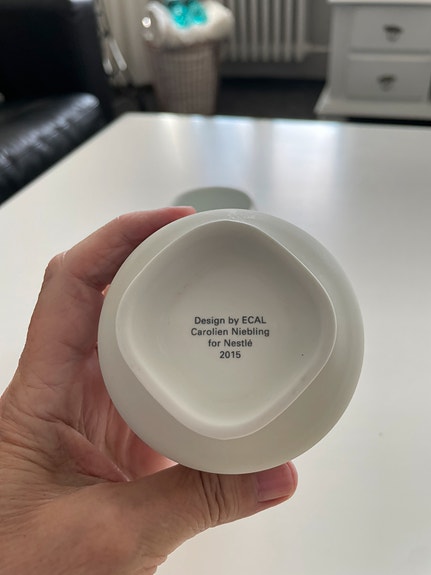 Design by ECAL
Carolien Niebling
for Nestlé
2015